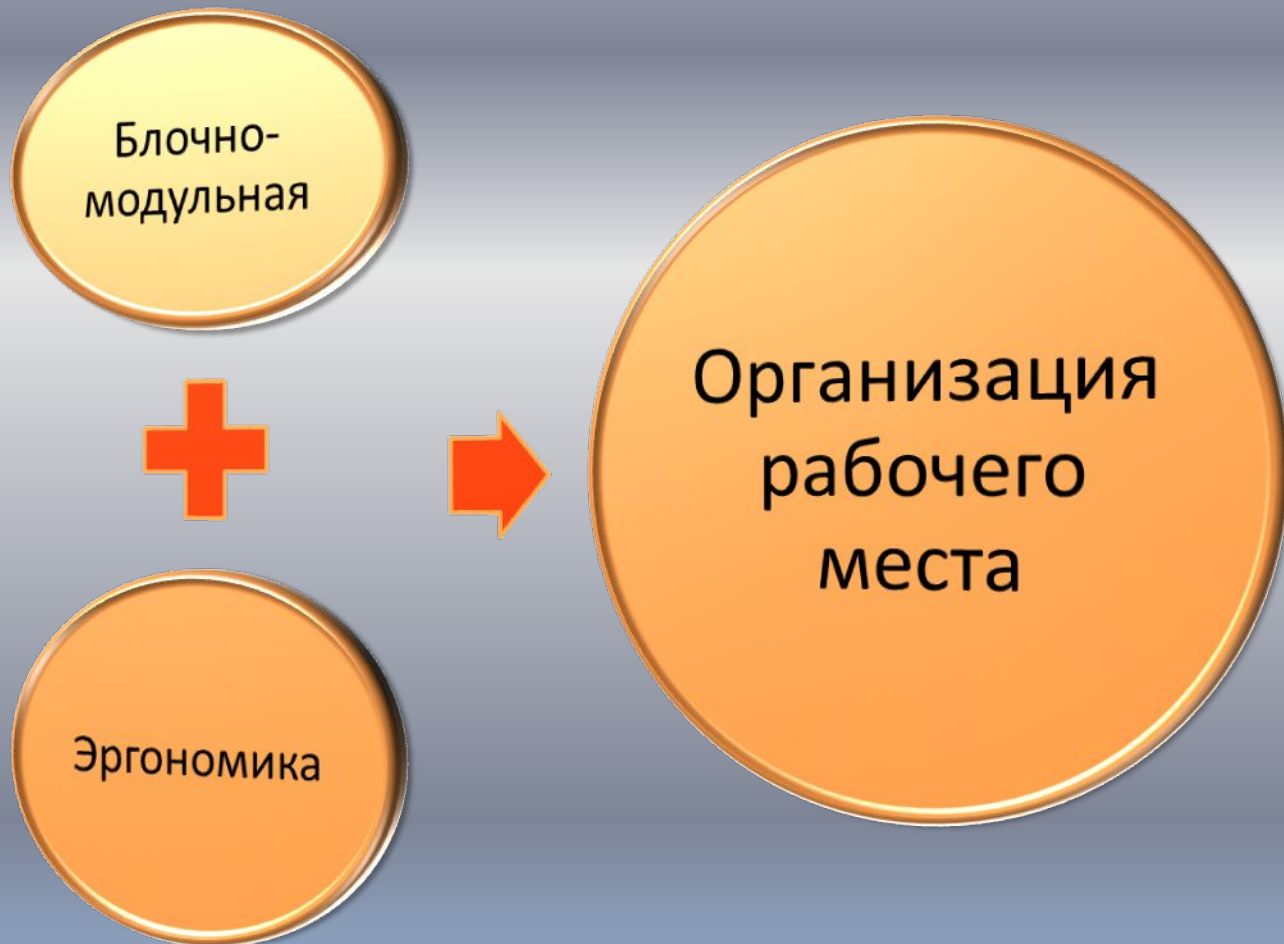 Блочно-
модульная
Эргономика
Организация
рабочего
места